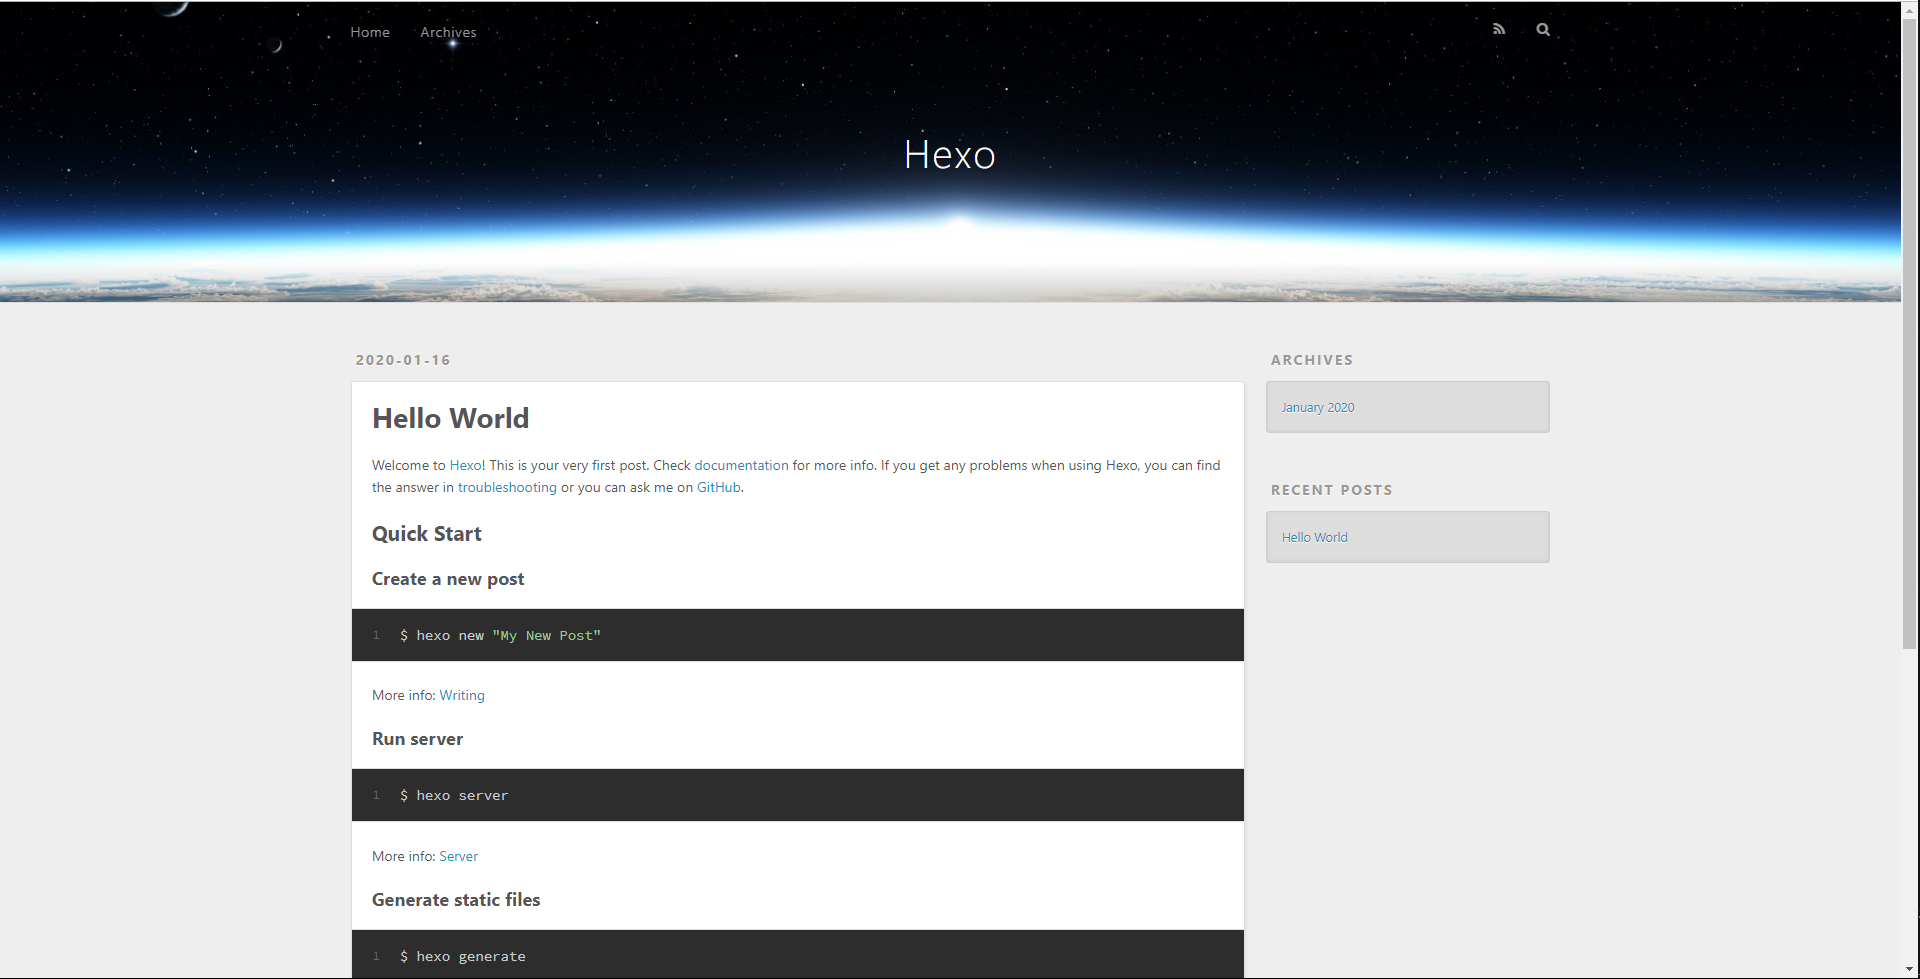 Home
Archives
Hexo
2020-01-16
Hello World
Welcome to Hexo! This is your very first post. Check documentation for more info. If you get any problems when using Hexo, you can find
the answer in troubleshooting or you can ask me on GitHub.
Quick Start
Create a new post
1 $ hexo new "My New Post"
More info: Writing
Run server
1 $ hexo server
More info: Server
Generate static files
1 $ hexo generate
ARCHIVES
January 2020
RECENT POSTS
Hello World